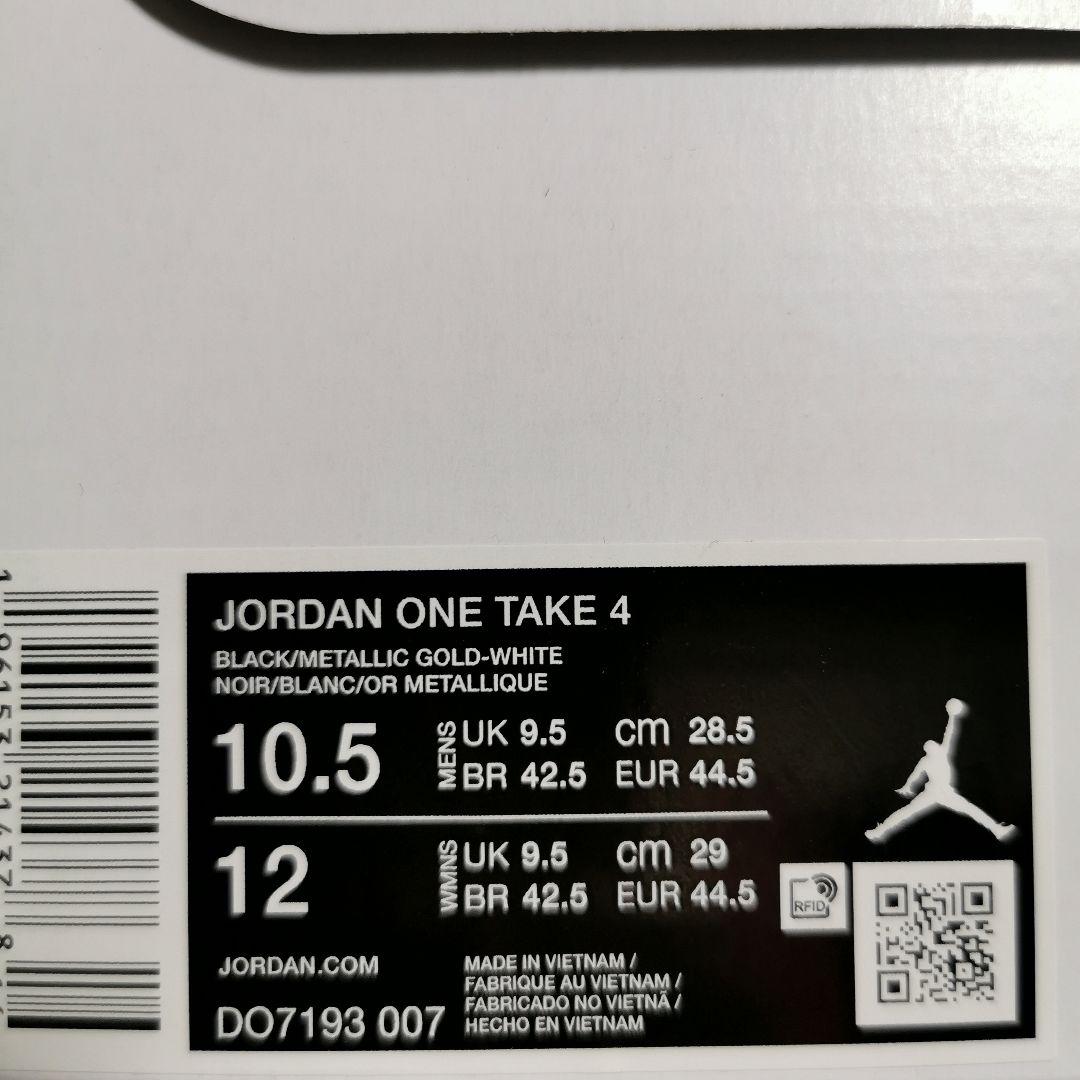 JORDAN ONE TAKE 4
BLACK/METALLIC GOLD-WHITE
NOIR/BLANC/OR METALLIQUE
10.5 MENS UK 9.5 CM 28.5
BR 42.5 EUR 44.5
12 WMNS UK 9.5 CM 29
BR 42.5 EUR 44.5
RFID
JORDAN.COM
DO7193 007
MADE IN VIETNAM /
FABRIQUE AU VIETNAM /
FABRICADO NO VIETNÃ /
HECHO EN VIETNAM